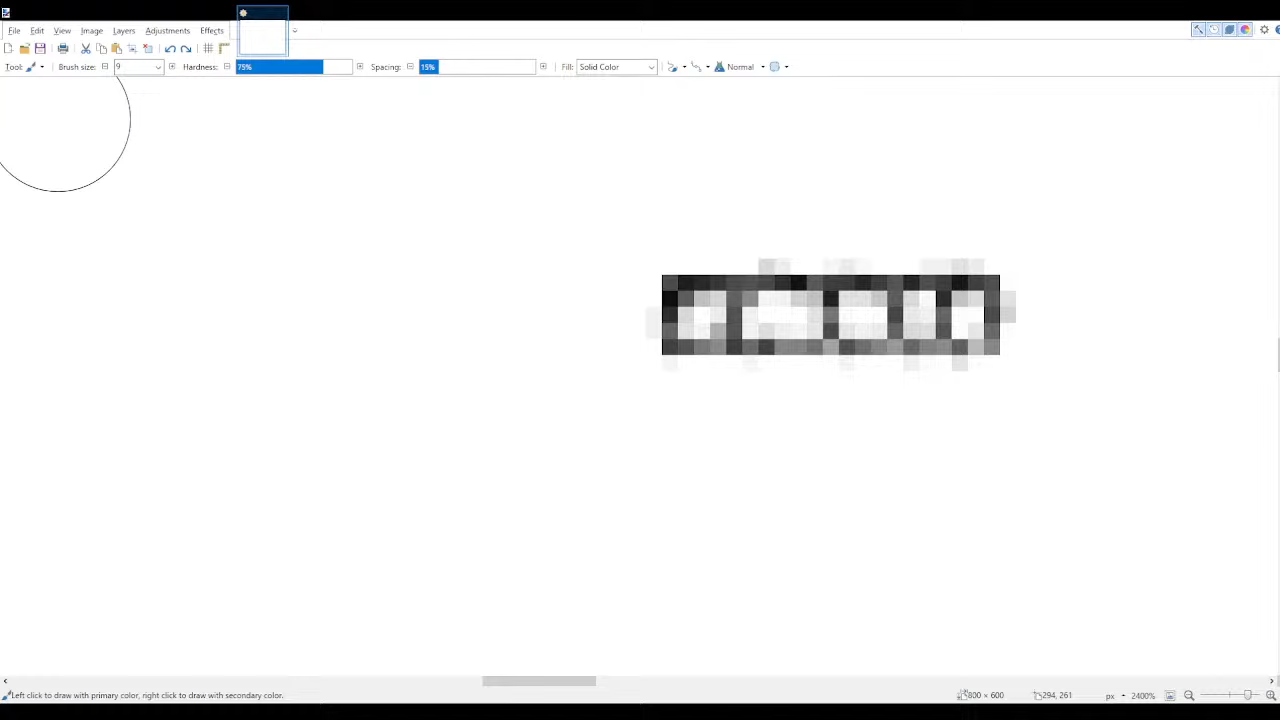 File Edit View Image Layers Adjustments Effects
Tool: Brush size: 9 Hardness: 75% Spacing: 15% Fill: Solid Color Normal
Left click to draw with primary color, right click to draw with secondary color. 800 × 600 294, 261 px 2400%